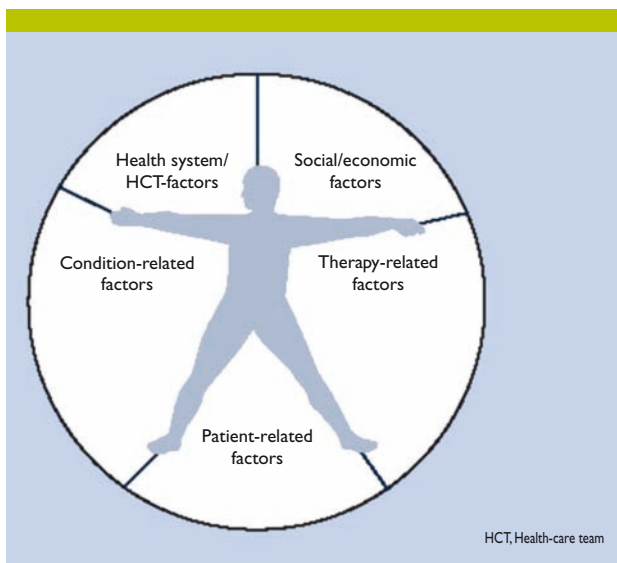 Health system/
HCT-factors
Social/economic
factors
Condition-related
factors
Therapy-related
factors
Patient-related
factors
HCT, Health-care team